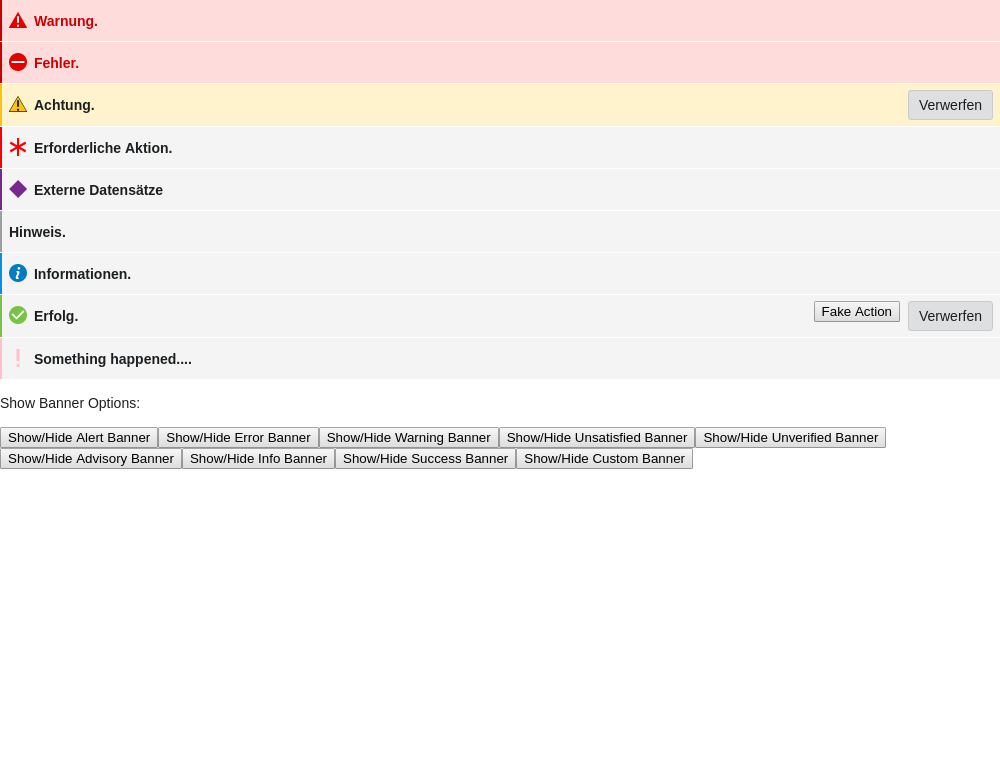 Warnung.
Fehler.
Achtung. Verwerfen
Erforderliche Aktion.
Externe Datensätze
Hinweis.
Informationen.
Erfolg. Fake Action Verwerfen
Something happened....
Show Banner Options:
Show/Hide Alert Banner Show/Hide Error Banner Show/Hide Warning Banner Show/Hide Unsatisfied Banner Show/Hide Unverified Banner
Show/Hide Advisory Banner Show/Hide Info Banner Show/Hide Success Banner Show/Hide Custom Banner